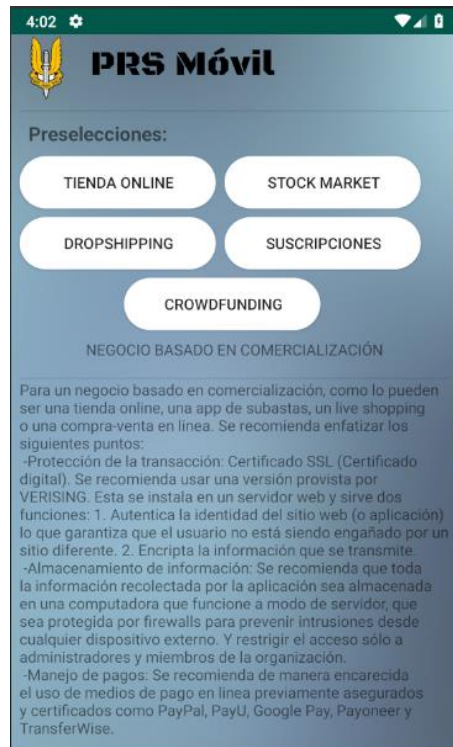 4:02
PRS Móvil
Preselecciones:
TIENDA ONLINE
STOCK MARKET
DROPSHIPPING
SUSCRIPCIONES
CROWDFUNDING
NEGOCIO BASADO EN COMERCIALIZACIÓN
Para un negocio basado en comercialización, como lo pueden
ser una tienda online, una app de subastas, un live shopping
o una compra-venta en línea. Se recomienda enfatizar los
siguientes puntos:
-Protección de la transacción: Certificado SSL (Certificado
digital). Se recomienda usar una versión provista por
VERISING. Esta se instala en un servidor web y sirve dos
funciones: 1. Autentica la identidad del sitio web (o aplicación)
lo que garantiza que el usuario no está siendo engañado por un
sitio diferente. 2. Encripta la información que se transmite.
-Almacenamiento de información: Se recomienda que toda
la información recolectada por la aplicación sea almacenada
en una computadora que funcione a modo de servidor, que
sea protegida por firewalls para prevenir intrusiones desde
cualquier dispositivo externo. Y restrigir el acceso sólo a
administradores y miembros de la organización.
-Manejo de pagos: Se recomienda de manera encarecida
el uso de medios de pago en linea previamente asegurados
y certificados como PayPal, PayU, Google Pay, Payoneer y
TransferWise.